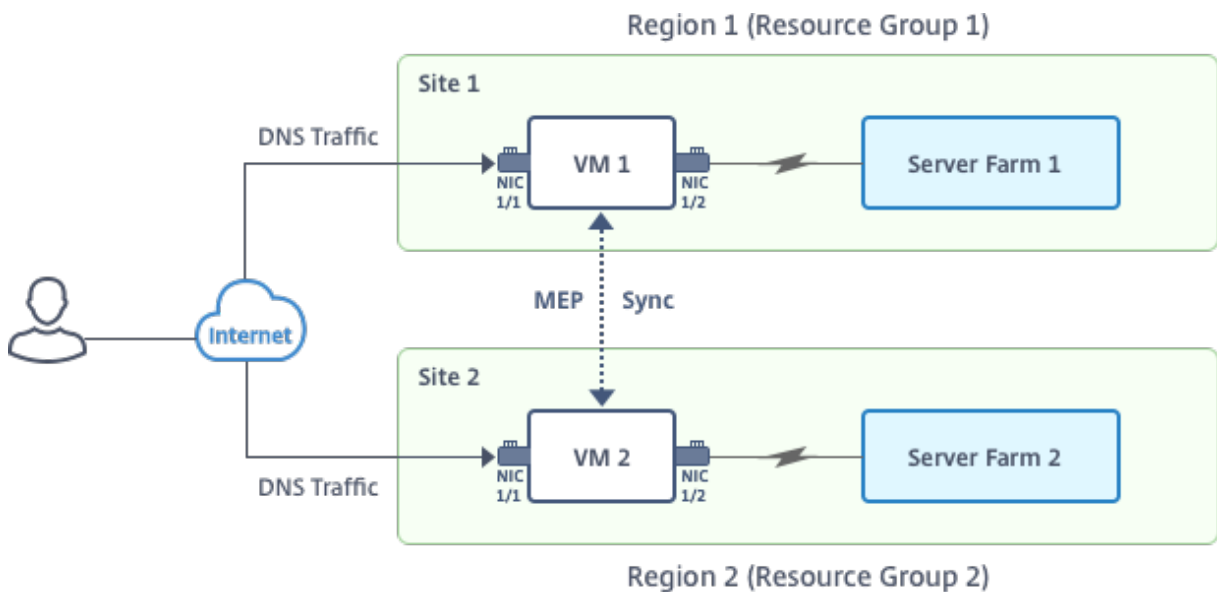 Region 1 (Resource Group 1)
Site 1
DNS Traffic
VM 1
NIC
1/1
NIC
1/2
Server Farm 1
MEP
Sync
Internet
Site 2
VM 2
NIC
1/1
NIC
1/2
Server Farm 2
DNS Traffic
Region 2 (Resource Group 2)